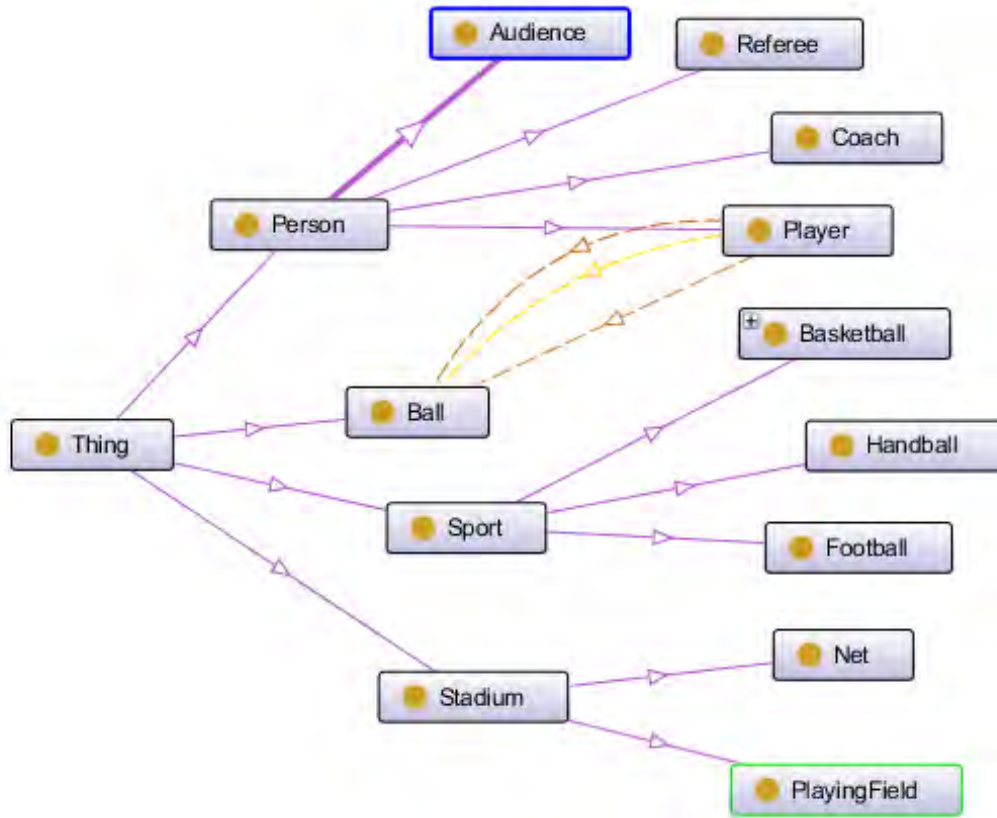 Audience
Referee
Coach
Person
Player
Basketball
Ball
Thing
Handball
Sport
Football
Net
Stadium
PlayingField